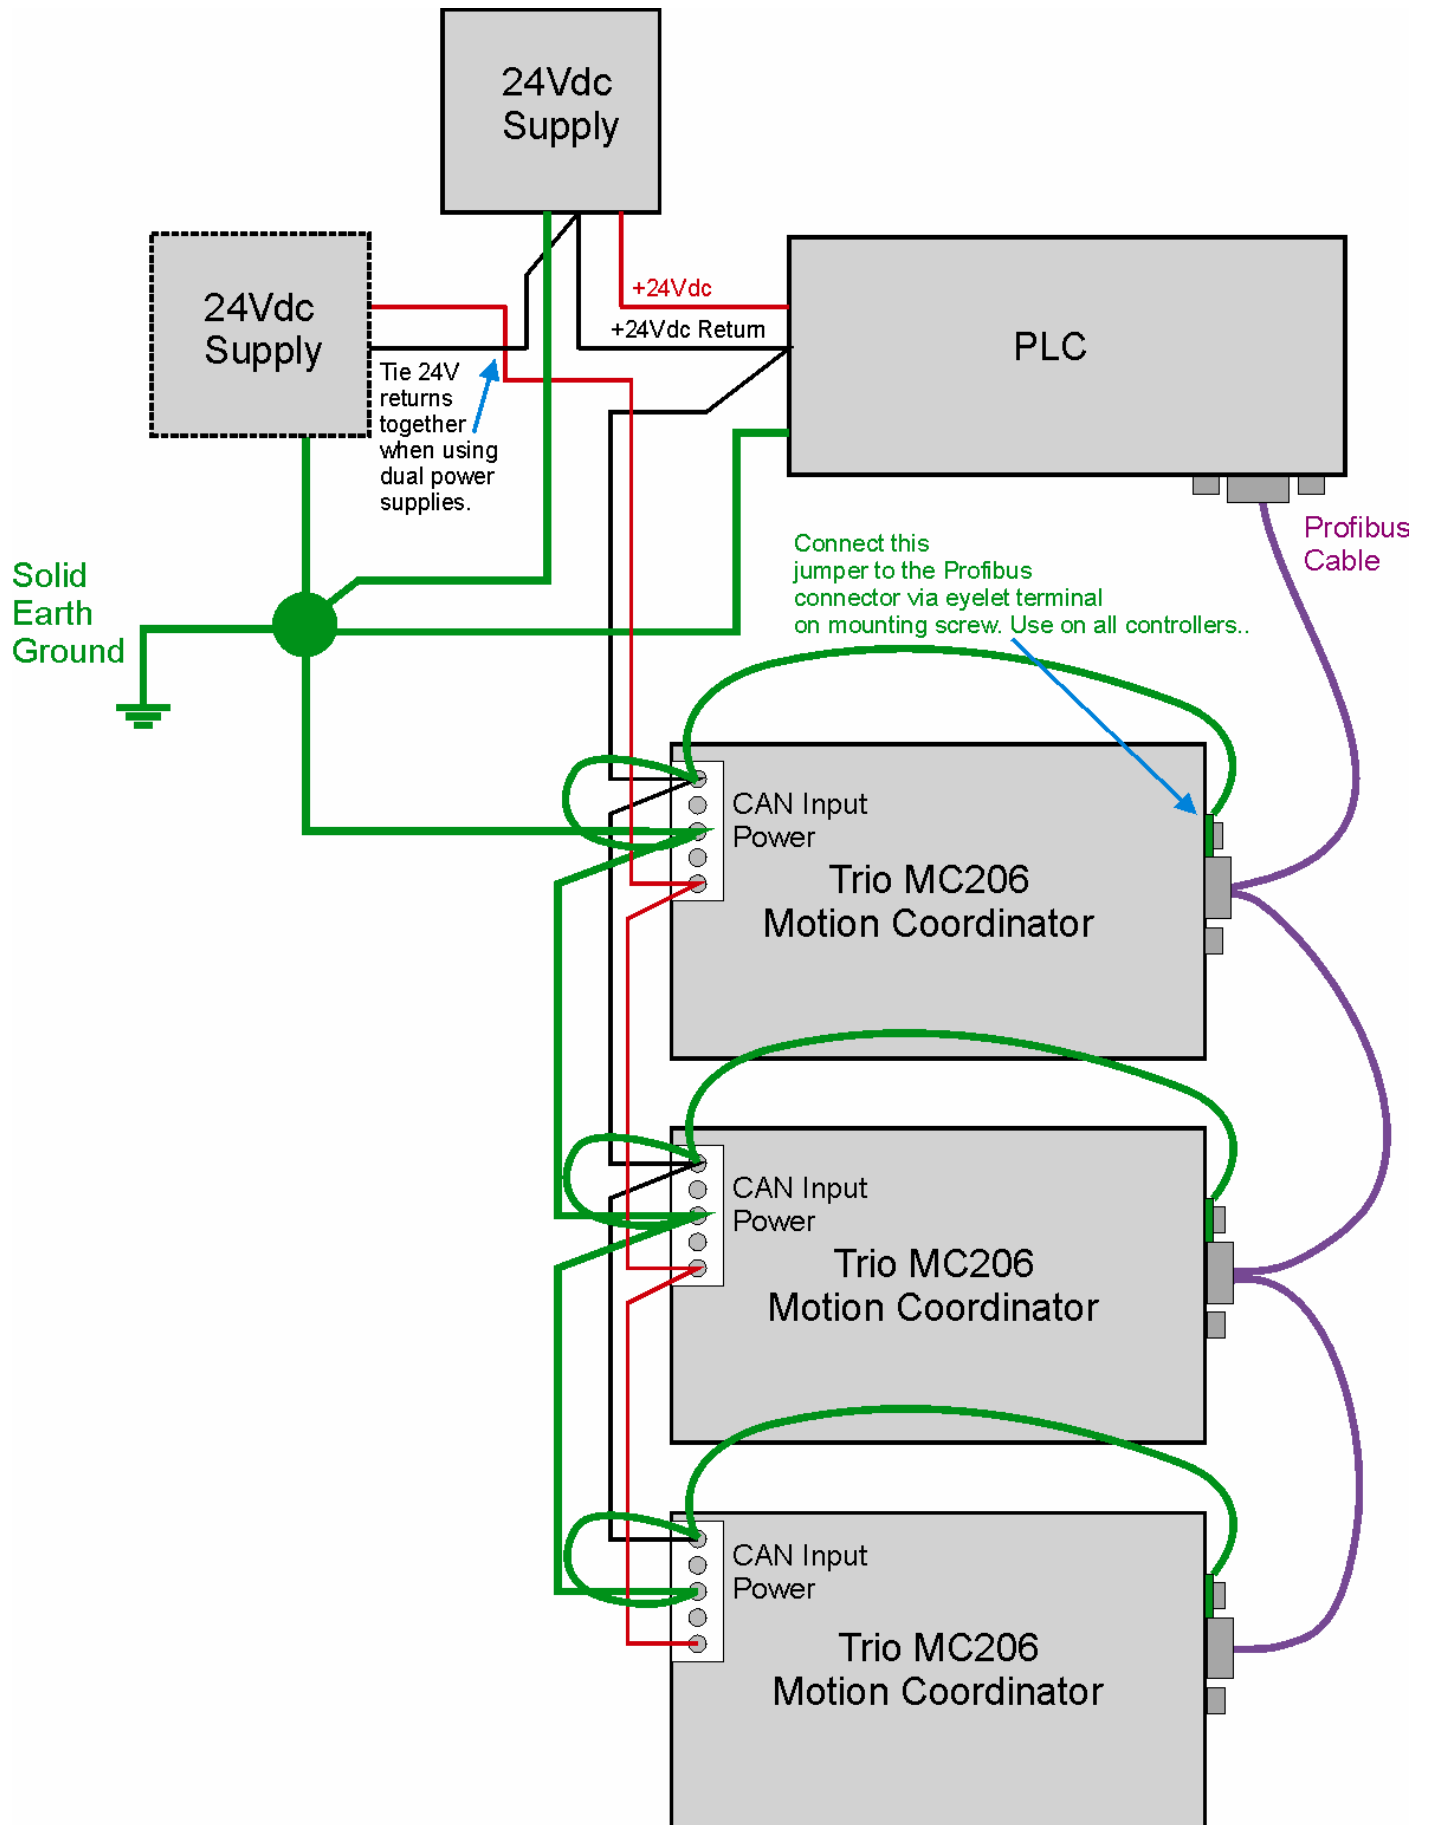 24Vdc
Supply
24Vdc
Supply
+24Vdc
+24Vdc Return
PLC
Tie 24V
returns
together
when using
dual power
supplies.
Profibus
Cable
Connect this
jumper to the Profibus
connector via eyelet terminal
on mounting screw. Use on all controllers..
Solid
Earth
Ground
CAN Input
Power
Trio MC206
Motion Coordinator
CAN Input
Power
Trio MC206
Motion Coordinator
CAN Input
Power
Trio MC206
Motion Coordinator